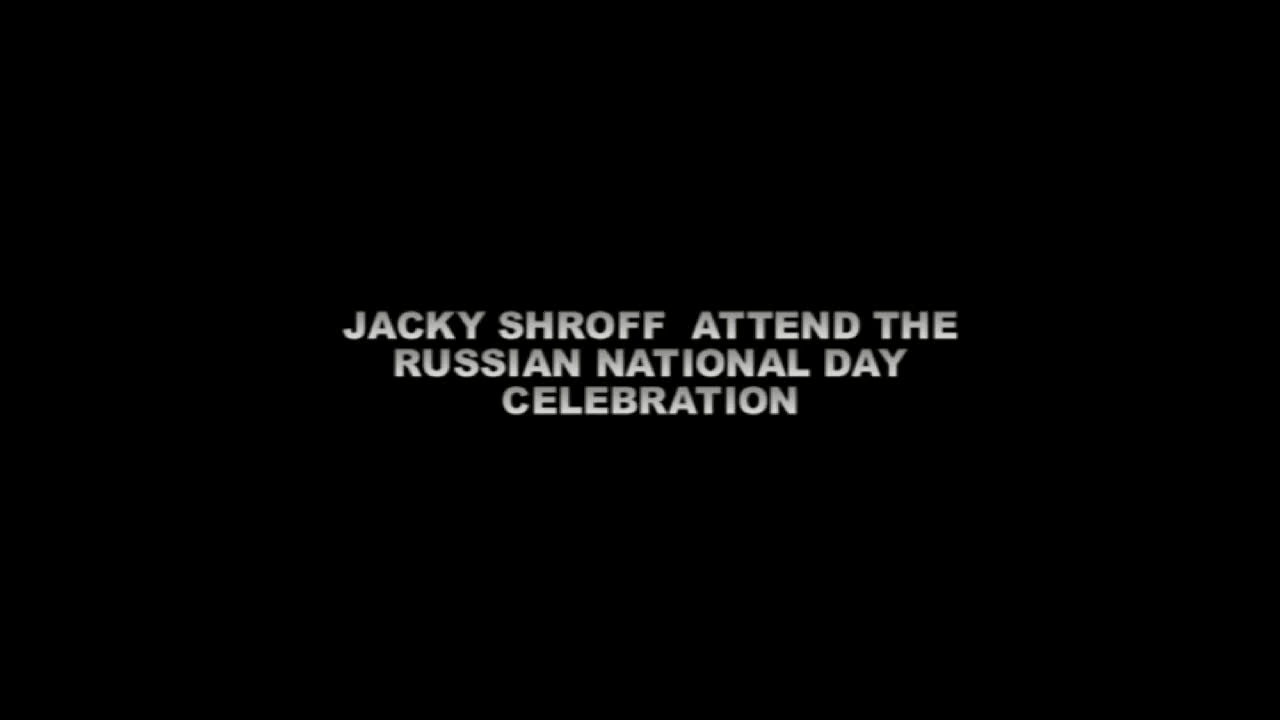 JACKY SHROFF  ATTEND THE
RUSSIAN NATIONAL DAY
CELEBRATION